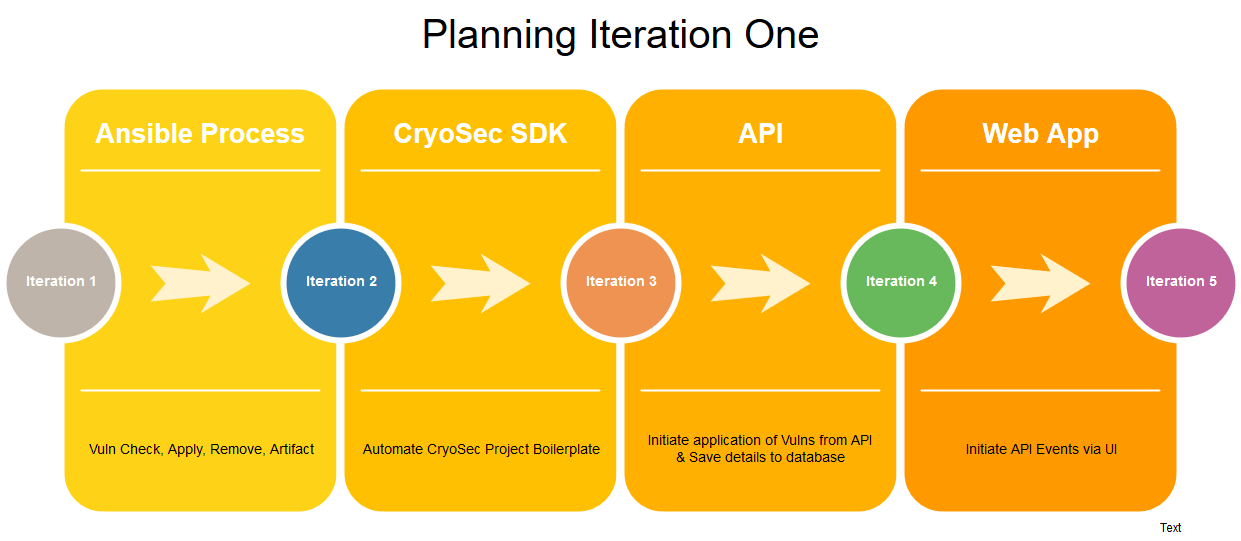 Planning Iteration One
Ansible Process
CryoSec SDK
API
Web App
Iteration 1
Iteration 2
Iteration 3
Iteration 4
Iteration 5
Vuln Check, Apply, Remove, Artifact
Automate CryoSec Project Boilerplate
Initiate application of Vulns from API
& Save details to database
Initiate API Events via UI
Text